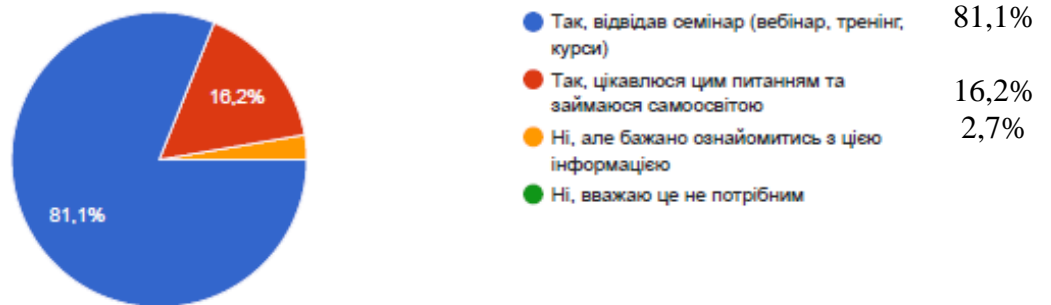 Так, відвідав семінар (вебінар, тренінг, 81,1%
курси)
Так, цікавлюся цим питанням та
займаюся самоосвітою 16,2%
Ні, але бажано ознайомитись з цією 2,7%
інформацією
Ні, вважаю це не потрібним
16,2%
81,1%